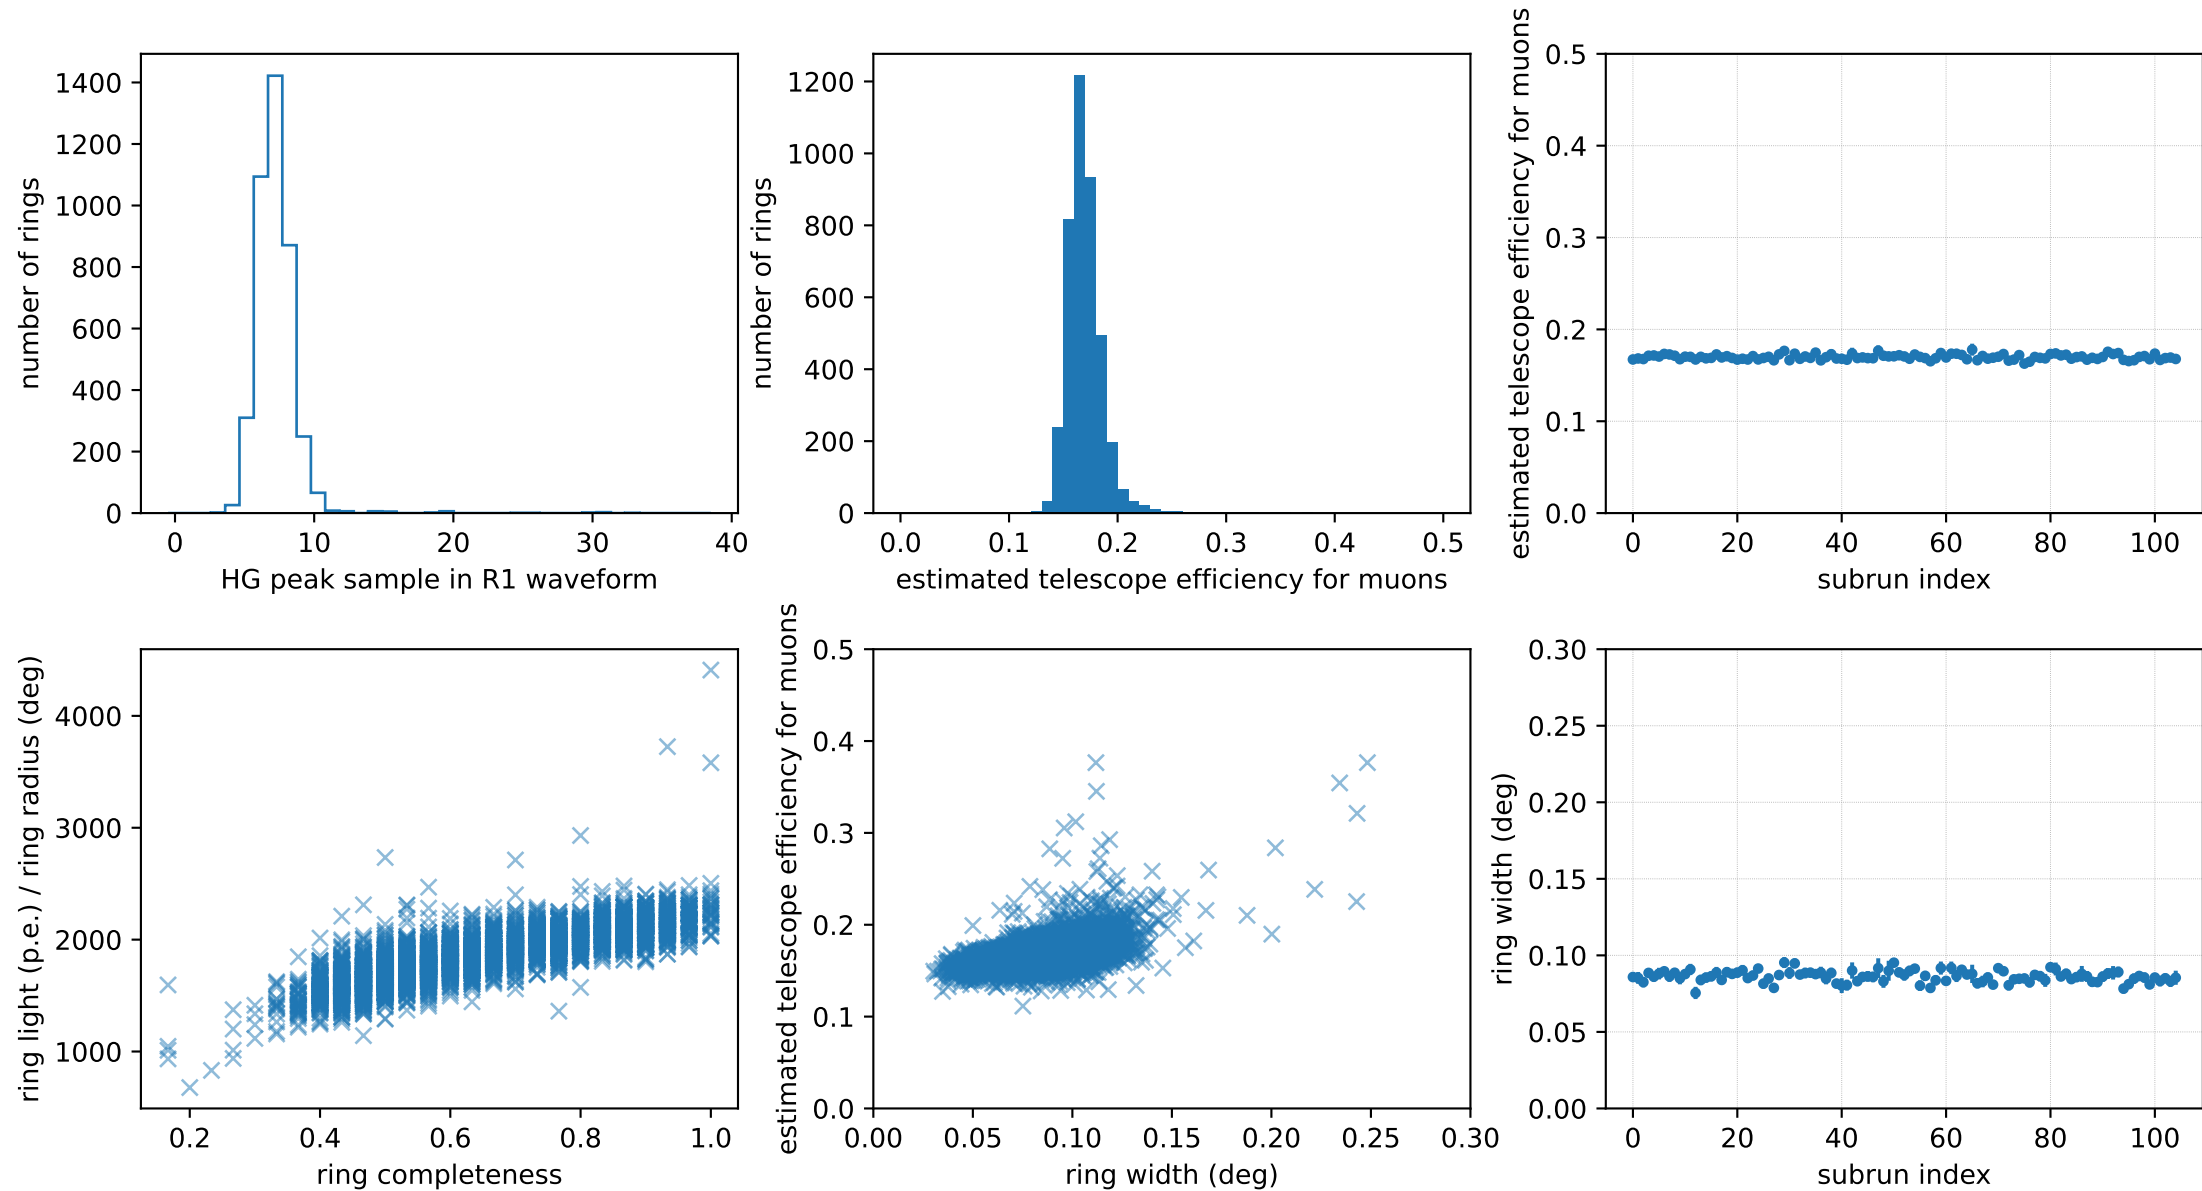 number of rings
1400
1200
1000
800
600
400
200
0
0 10 20 30 40
HG peak sample in R1 waveform
number of rings
1200
1000
800
600
400
200
0
0.0 0.1 0.2 0.3 0.4 0.5
estimated telescope efficiency for muons
estimated telescope efficiency for muons
0.5
0.4
0.3
0.2
0.1
0.0
0 20 40 60 80 100
subrun index
ring light (p.e.) / ring radius (deg)
4000
3000
2000
1000
0.2 0.4 0.6 0.8 1.0
ring completeness
estimated telescope efficiency for muons
0.5
0.4
0.3
0.2
0.1
0.0
0.00 0.05 0.10 0.15 0.20 0.25 0.30
ring width (deg)
ring width (deg)
0.30
0.25
0.20
0.15
0.10
0.05
0.00
0 20 40 60 80 100
subrun index